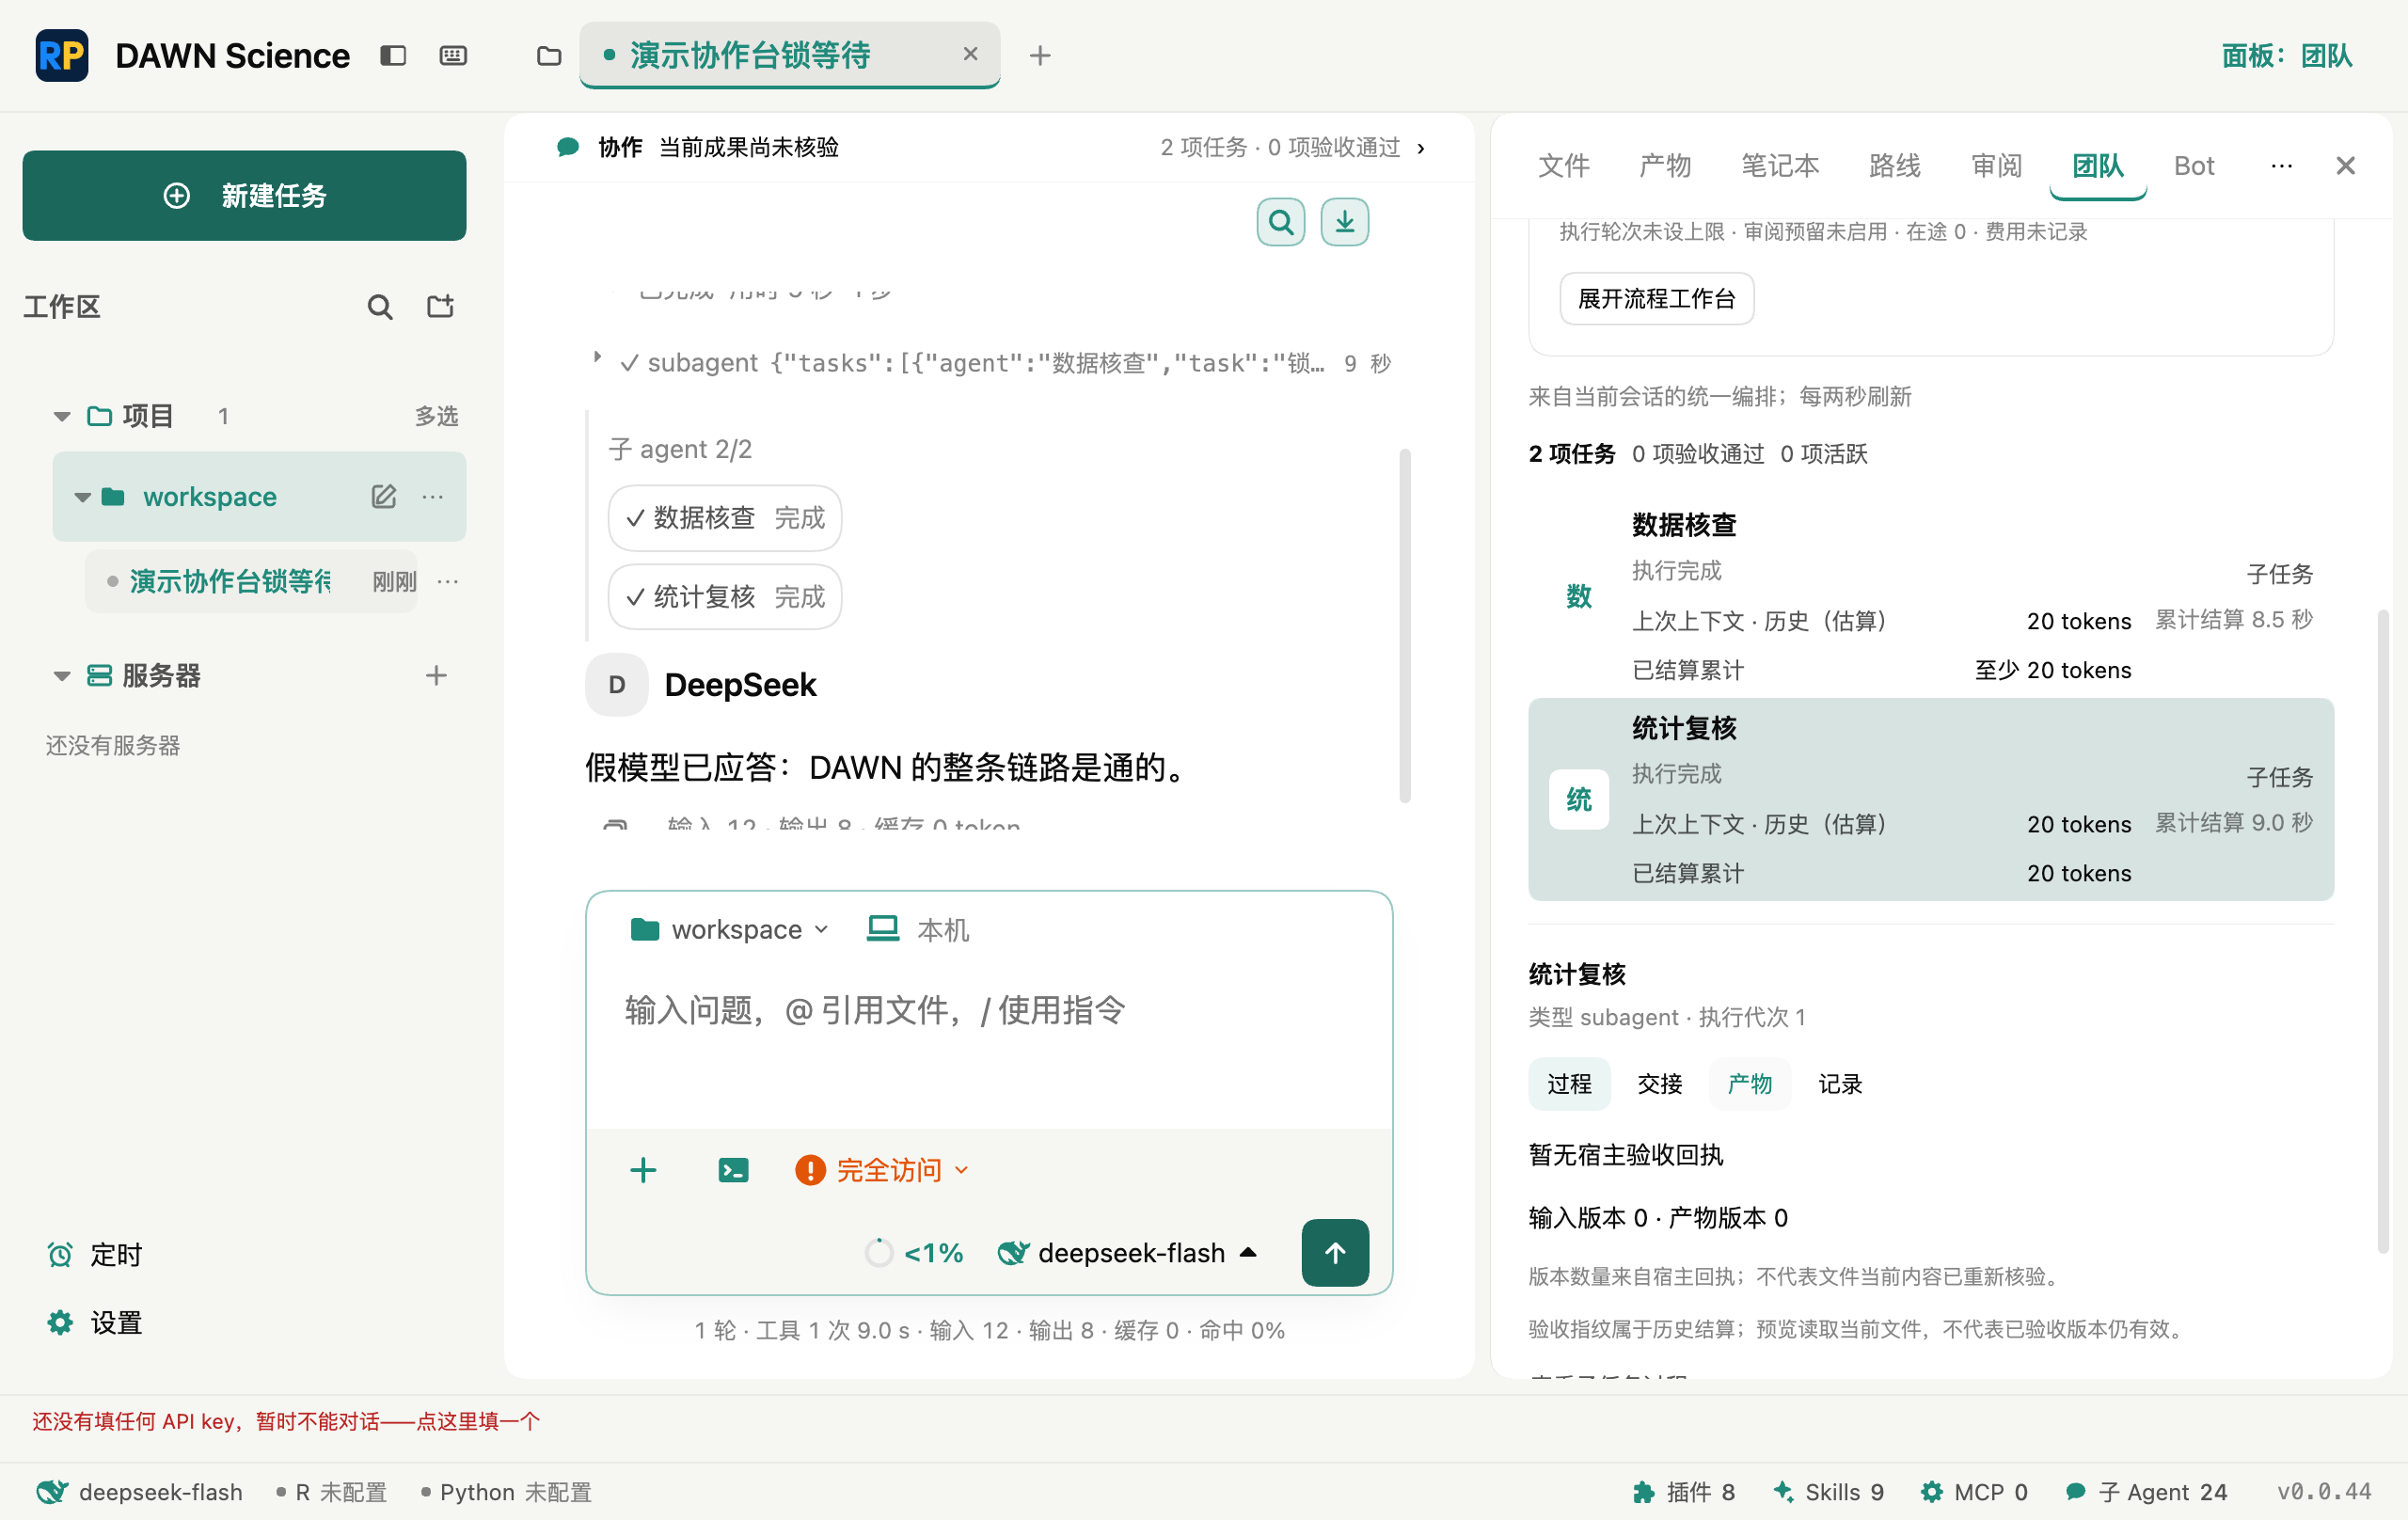 RP DAWN Science
演示协作台锁等待
面板：团队
新建任务
工作区
项目 1 多选
workspace
演示协作台锁等待 刚刚
服务器
还没有服务器
定时
设置
协作 当前成果尚未核验
2 项任务 · 0 项验收通过
已完成 用时
subagent {"tasks":[{"agent":"数据核查","task":"锁… 9 秒
子 agent 2/2
数据核查 完成
统计复核 完成
D DeepSeek
假模型已应答：DAWN 的整条链路是通的。
输入 12 · 输出 8 · 缓存 0 token
workspace 本机
输入问题，@ 引用文件，/ 使用指令
完全访问
<1% deepseek-flash
1 轮 · 工具 1 次 9.0 s · 输入 12 · 输出 8 · 缓存 0 · 命中 0%
文件 产物 笔记本 路线 审阅 团队 Bot ···
执行轮次未设上限 · 审阅预留未启用 · 在途 0 · 费用未记录
展开流程工作台
来自当前会话的统一编排；每两秒刷新
2 项任务 0 项验收通过 0 项活跃
数
数据核查
执行完成 子任务
上次上下文 · 历史（估算） 20 tokens 累计结算 8.5 秒
已结算累计 至少 20 tokens
统
统计复核
执行完成 子任务
上次上下文 · 历史（估算） 20 tokens 累计结算 9.0 秒
已结算累计 20 tokens
统计复核
类型 subagent · 执行代次 1
过程 交接 产物 记录
暂无宿主验收回执
输入版本 0 · 产物版本 0
版本数量来自宿主回执；不代表文件当前内容已重新核验。
验收指纹属于历史结算；预览读取当前文件，不代表已验收版本仍有效。
还没有填任何 API key，暂时不能对话——点这里填一个
deepseek-flash R 未配置 Python 未配置
插件 8 Skills 9 MCP 0 子 Agent 24 v0.0.44